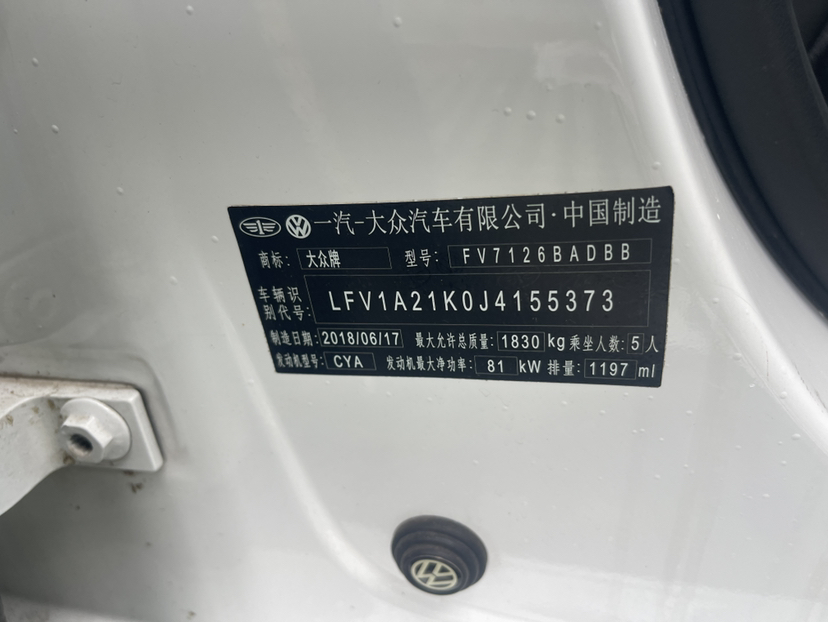 一汽-大众汽车有限公司·中国制造
商标: 大众牌 型号: FV7126BADBB
车辆识别代号: LFV1A21K0J4155373
制造日期: 2018/06/17 最大允许总质量: 1830 kg 乘坐人数: 5 人
发动机型号: CYA 发动机最大净功率: 81 kW 排量: 1197 ml